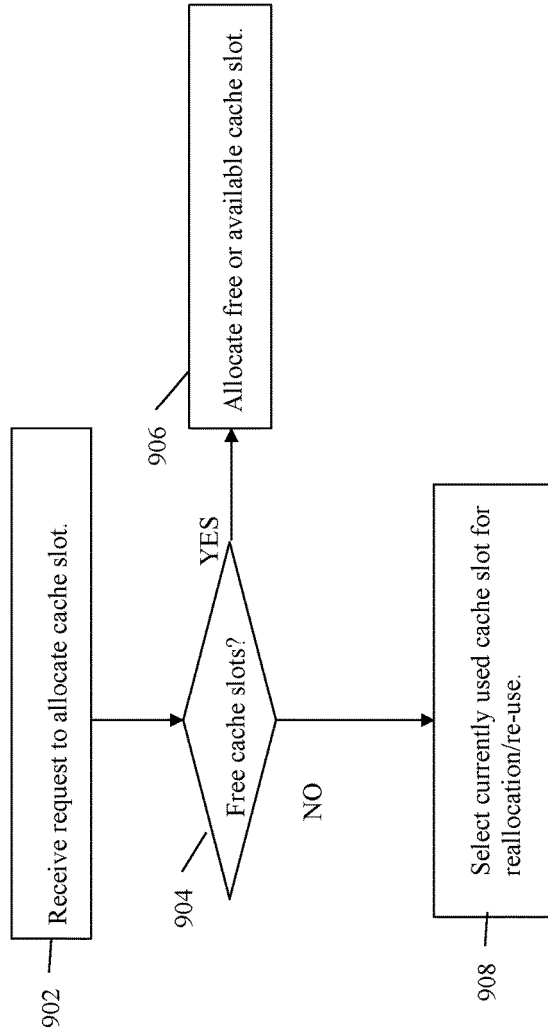 902
Receive request to allocate cache slot.
904
Free cache slots?
YES
906
Allocate free or available cache slot.
NO
908
Select currently used cache slot for
reallocation/re-use.